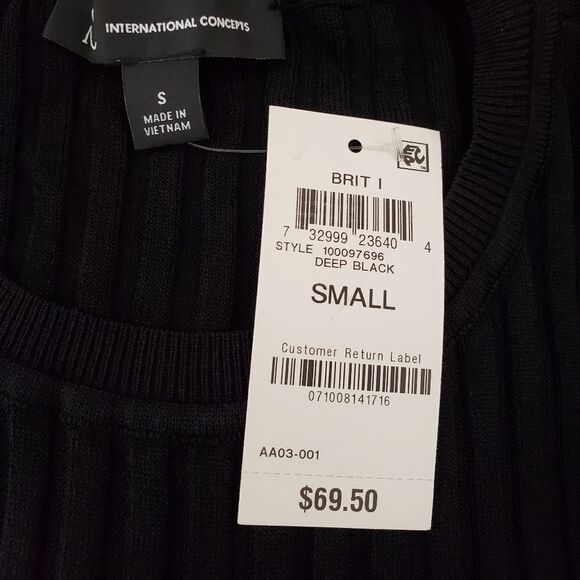 INTERNATIONAL CONCEPTS
S
MADE IN
VIETNAM
BRIT I
7 32999 23640 4
STYLE 100097696
DEEP BLACK
SMALL
Customer Return Label
071008141716
AA03-001
$69.50